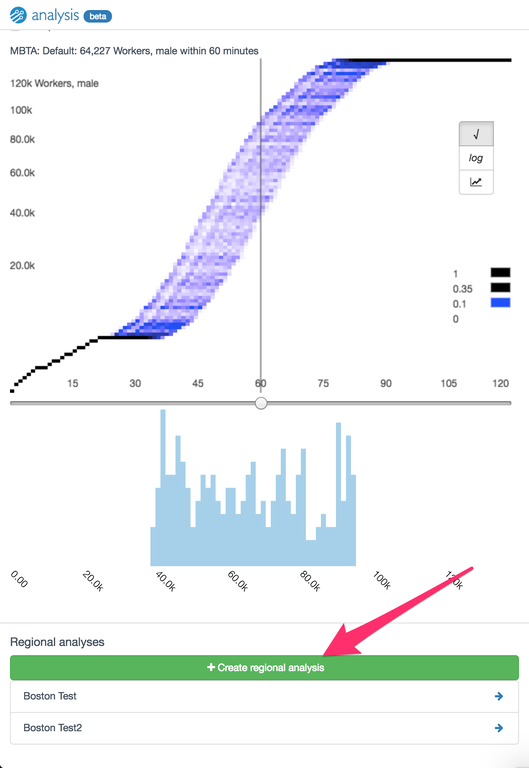 analysis beta
MBTA: Default: 64,227 Workers, male within 60 minutes
120k Workers, male
100k
80.0k
60.0k
40.0k
20.0k
√
log
1
0.35
0.1
0
15 30 45 60 75 90 105 120
0.00 20.0k 40.0k 60.0k 80.0k 100k 120k
Regional analyses
+ Create regional analysis
Boston Test
Boston Test2